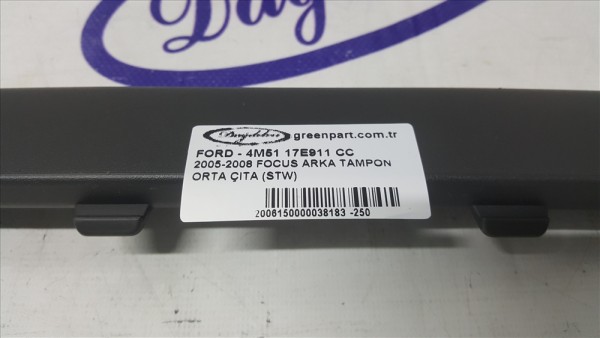 greenpart.com.tr
FORD - 4M51 17E911 CC
2005-2008 FOCUS ARKA TAMPON
ORTA ÇITA (STW)
2006150000038183 -250